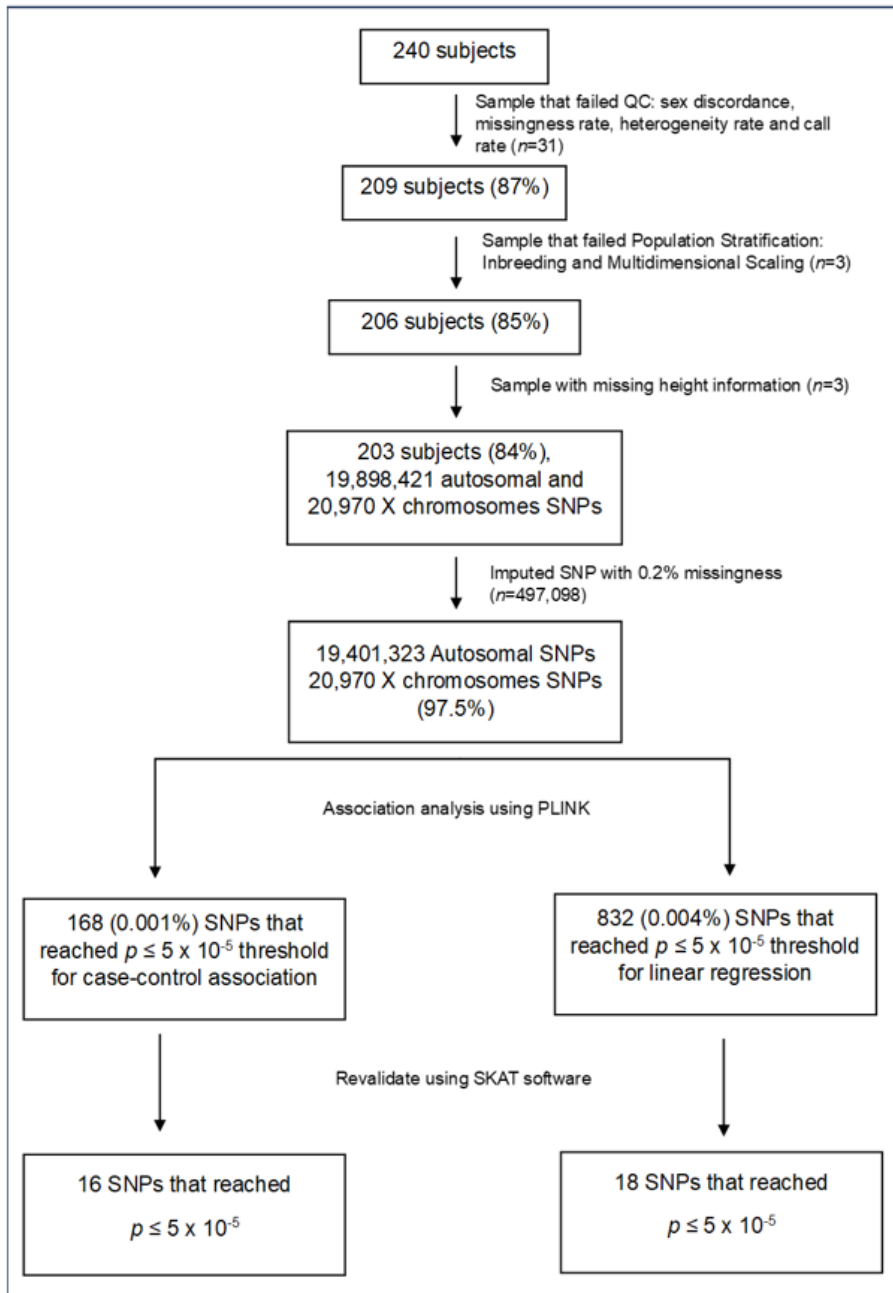 240 subjects
Sample that failed QC: sex discordance,
missingness rate, heterogeneity rate and call
rate (n=31)
209 subjects (87%)
Sample that failed Population Stratification:
Inbreeding and Multidimensional Scaling (n=3)
206 subjects (85%)
Sample with missing height information (n=3)
203 subjects (84%),
19,898,421 autosomal and
20,970 X chromosomes SNPs
Imputed SNP with 0.2% missingness
(n=497,098)
19,401,323 Autosomal SNPs
20,970 X chromosomes SNPs
(97.5%)
Association analysis using PLINK
168 (0.001%) SNPs that
reached p ≤ 5 x 10⁻⁵ threshold
for case-control association
832 (0.004%) SNPs that
reached p ≤ 5 x 10⁻⁵ threshold
for linear regression
Revalidate using SKAT software
16 SNPs that reached
p ≤ 5 x 10⁻⁵
18 SNPs that reached
p ≤ 5 x 10⁻⁵